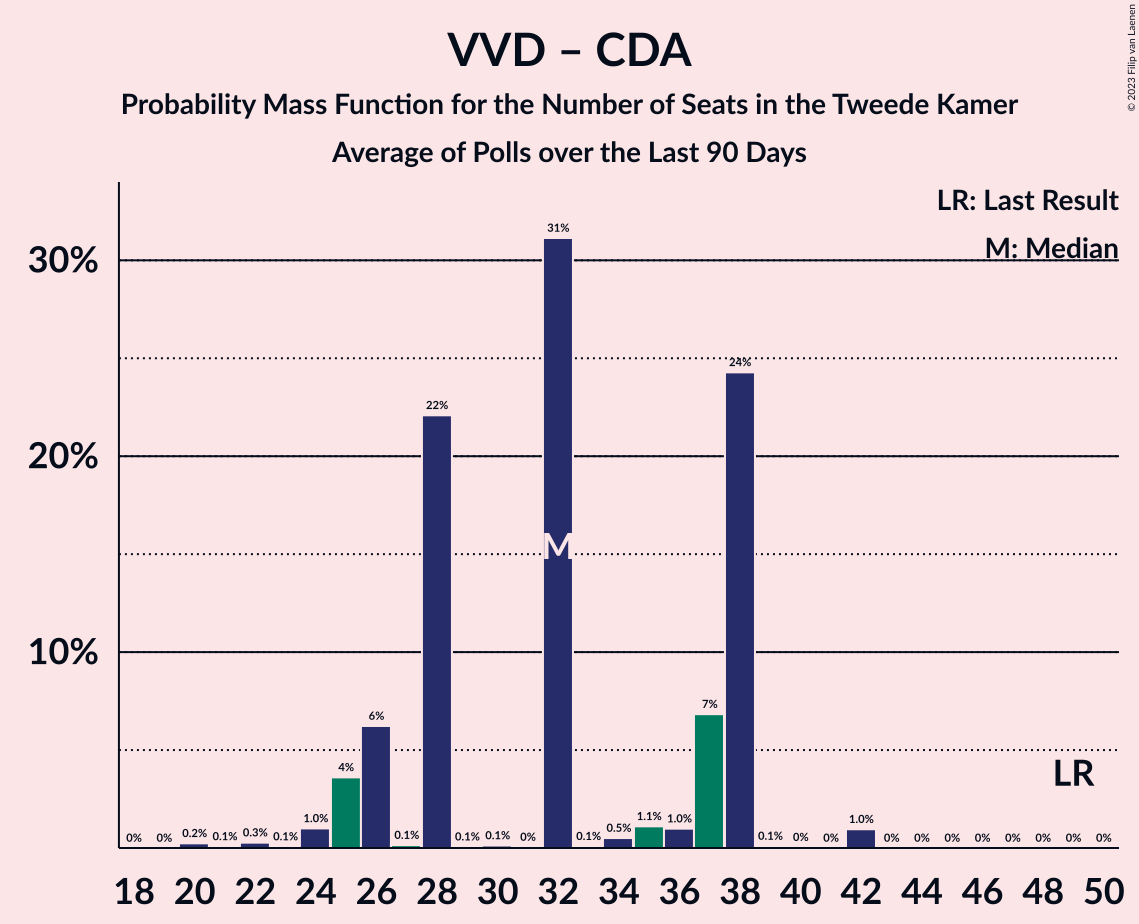 VVD – CDA
Probability Mass Function for the Number of Seats in the Tweede Kamer
Average of Polls over the Last 90 Days
© 2023 Filip van Laenen
LR: Last Result
M: Median
30%
20%
10%
0% 0% 0.2% 0.1% 0.3% 0.1% 1.0% 4% 6% 0.1% 22% 0.1% 0.1% 0% 31% 0.1% 0.5% 1.1% 1.0% 7% 24% 0.1% 0% 0% 1.0% 0% 0% 0% 0% 0% 0% 0% 0%
M
LR
18 20 22 24 26 28 30 32 34 36 38 40 42 44 46 48 50